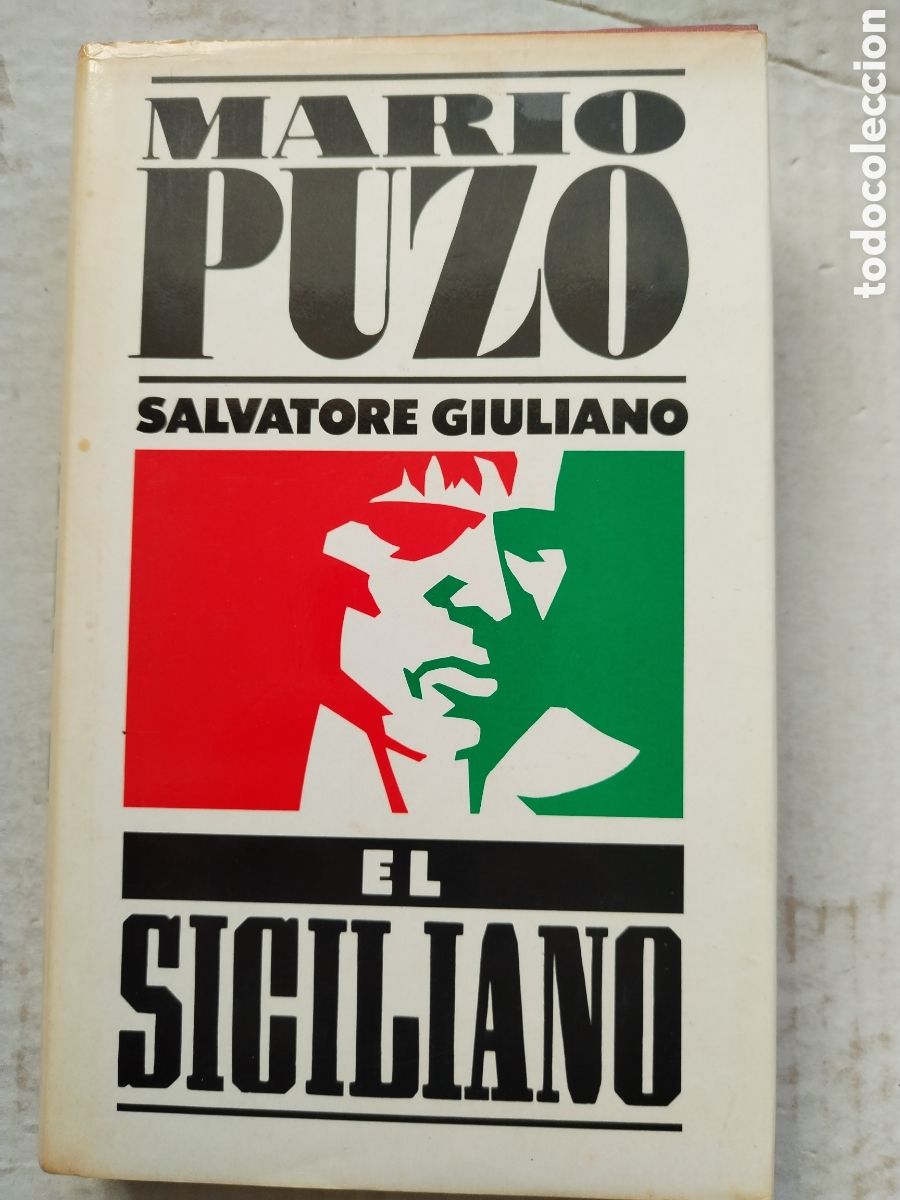 MARIO
PUZO
SALVATORE GIULIANO
EL
SICILIANO
todocoleccion